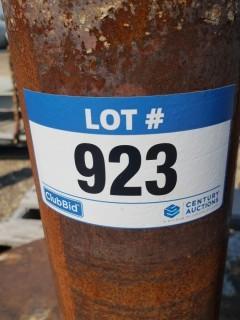 LOT #
923
ClubBid
CENTURY
AUCTIONS